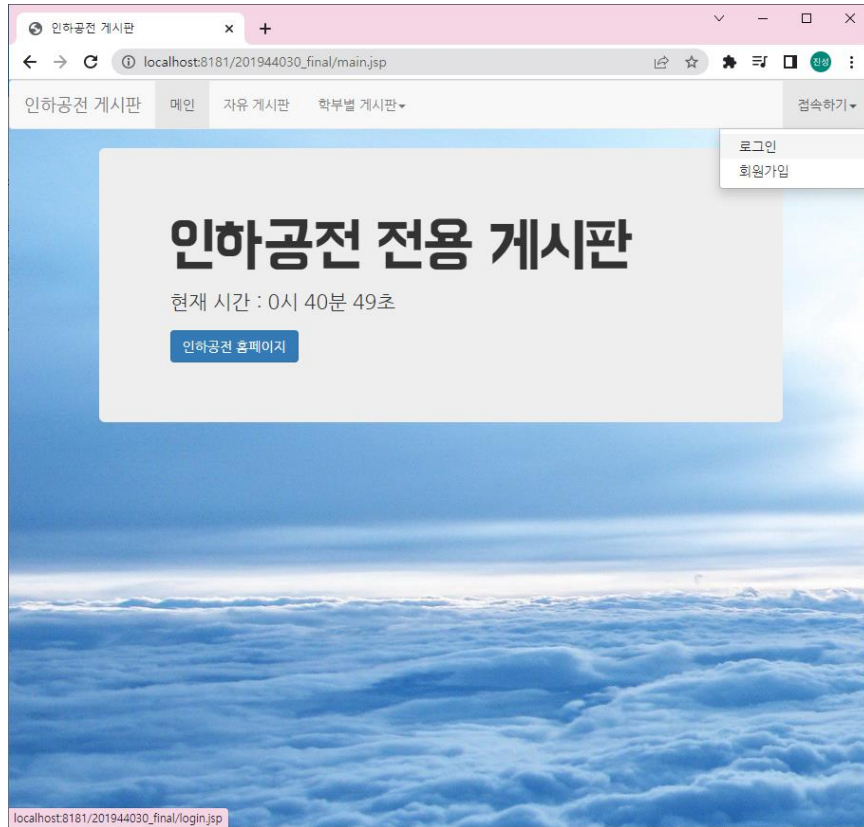 인하공전 게시판
localhost:8181/201944030_final/main.jsp
진성
인하공전 게시판 메인 자유 게시판 학부별 게시판 접속하기
로그인
회원가입
인하공전 전용 게시판
현재 시간 : 0시 40분 49초
인하공전 홈페이지
localhost:8181/201944030_final/login.jsp